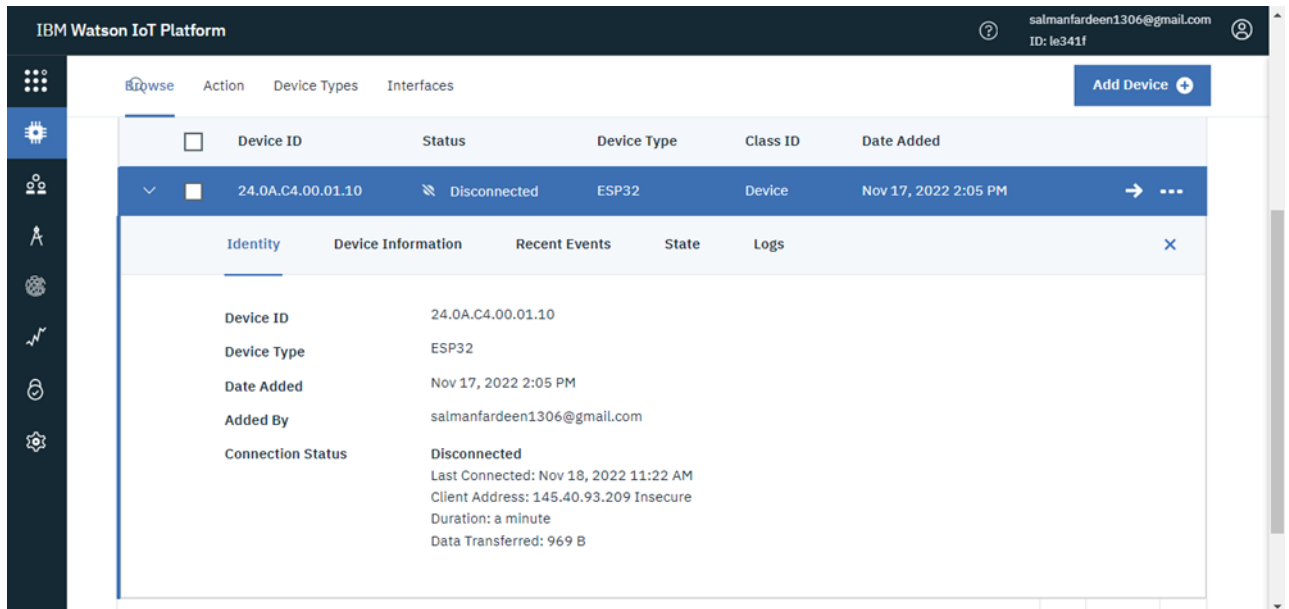 IBM Watson IoT Platform
salmanfardeen1306@gmail.com
ID: le341f
Browse Action Device Types Interfaces
Add Device
Device ID Status Device Type Class ID Date Added
24.0A.C4.00.01.10 Disconnected ESP32 Device Nov 17, 2022 2:05 PM
Identity Device Information Recent Events State Logs
Device ID 24.0A.C4.00.01.10
Device Type ESP32
Date Added Nov 17, 2022 2:05 PM
Added By salmanfardeen1306@gmail.com
Connection Status Disconnected
Last Connected: Nov 18, 2022 11:22 AM
Client Address: 145.40.93.209 Insecure
Duration: a minute
Data Transferred: 969 B